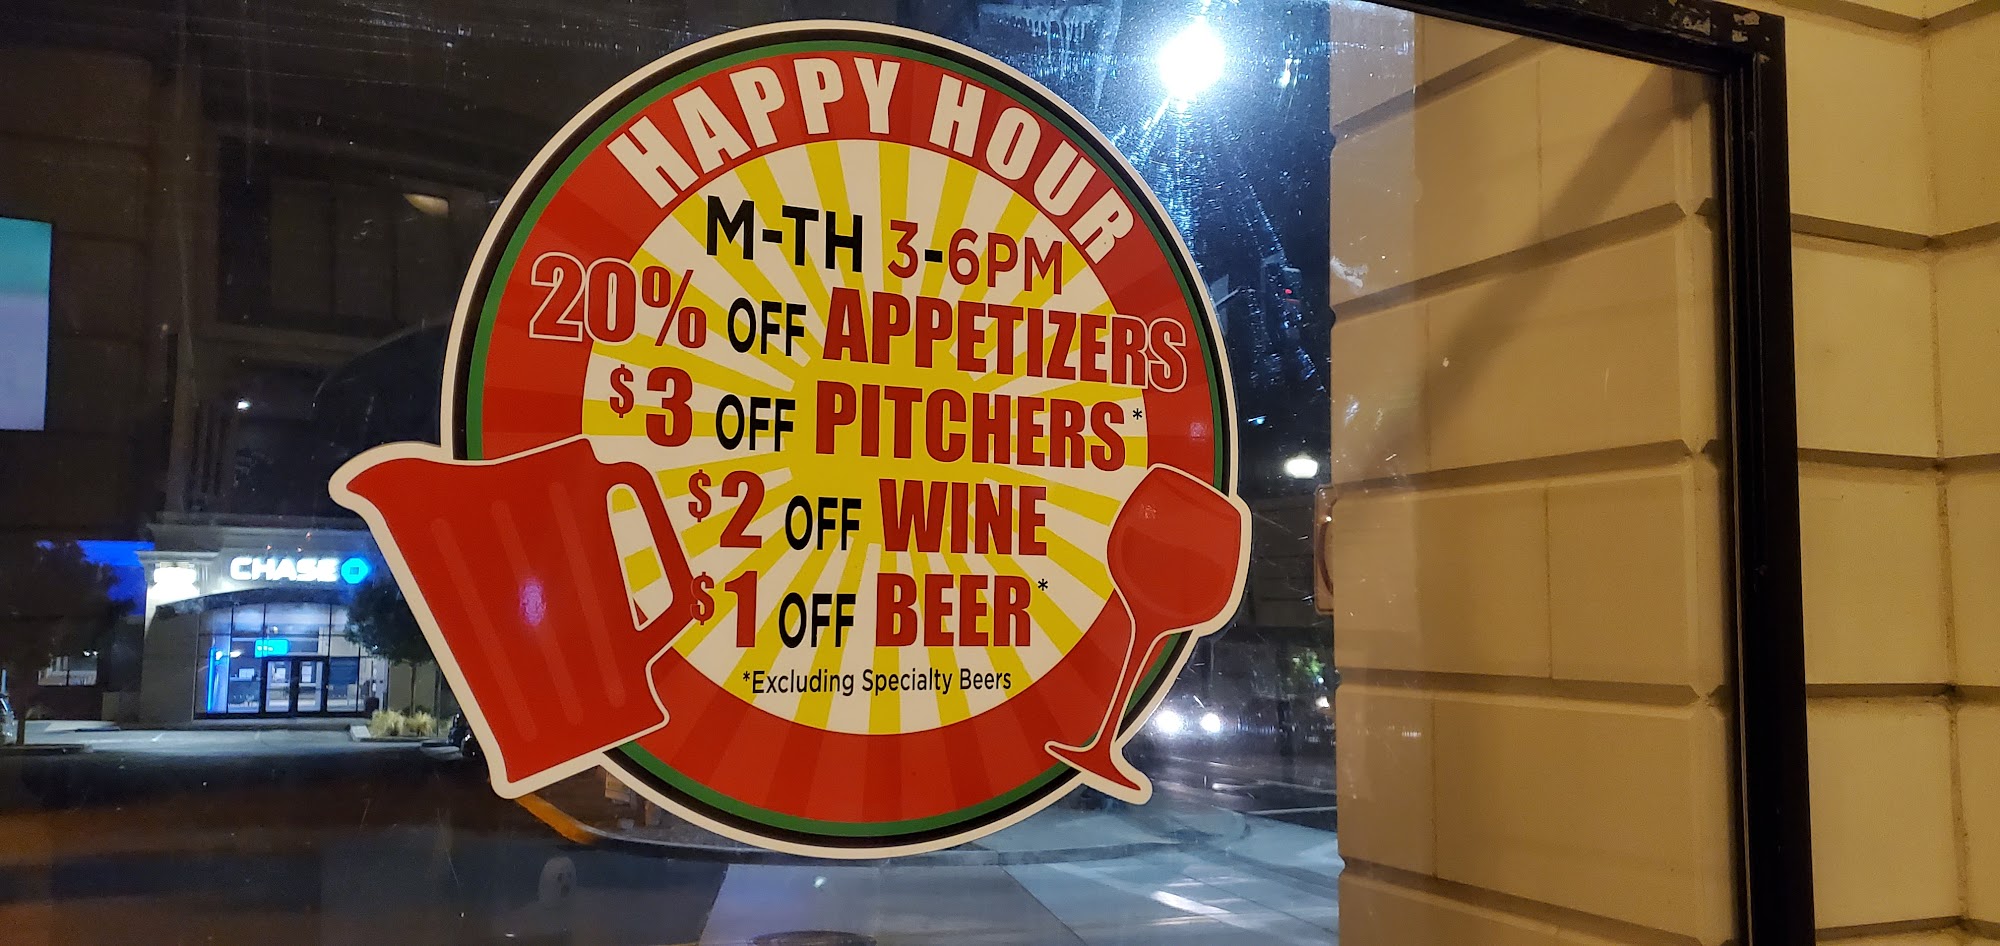 HAPPY HOUR
M-TH 3-6PM
20% OFF APPETIZERS
$3 OFF PITCHERS*
$2 OFF WINE
$1 OFF BEER*
*Excluding Specialty Beers
CHASE